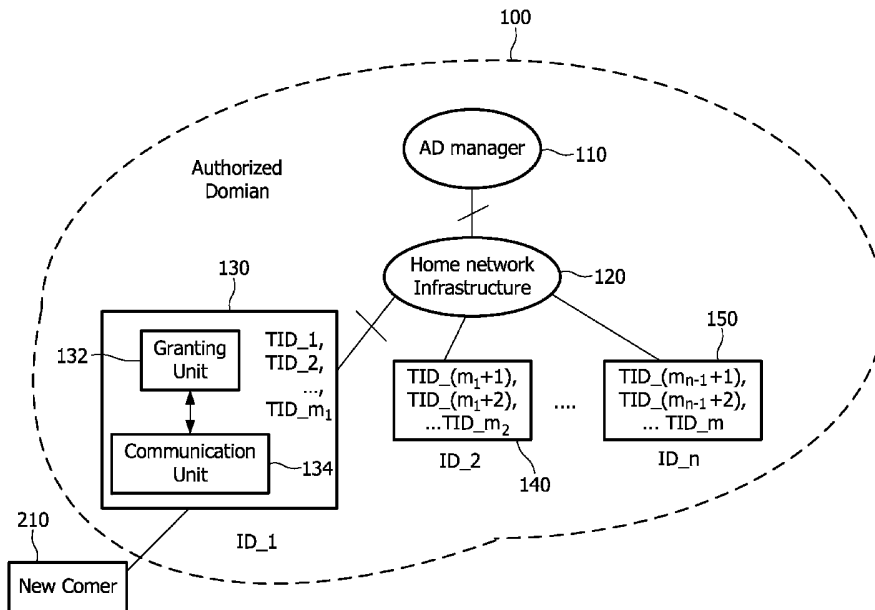 100
AD manager
110
Authorized
Domian
Home network
Infrastructure
120
130
150
132
Granting
Unit
TID_1,
TID_2,
...,
TID_m₁
TID_(m₁+1),
TID_(m₁+2),
...TID_m₂
....
TID_(mₙ₋₁+1),
TID_(mₙ₋₁+2),
... TID_m
Communication
Unit
134
ID_2
140
ID_n
210
ID_1
New Comer